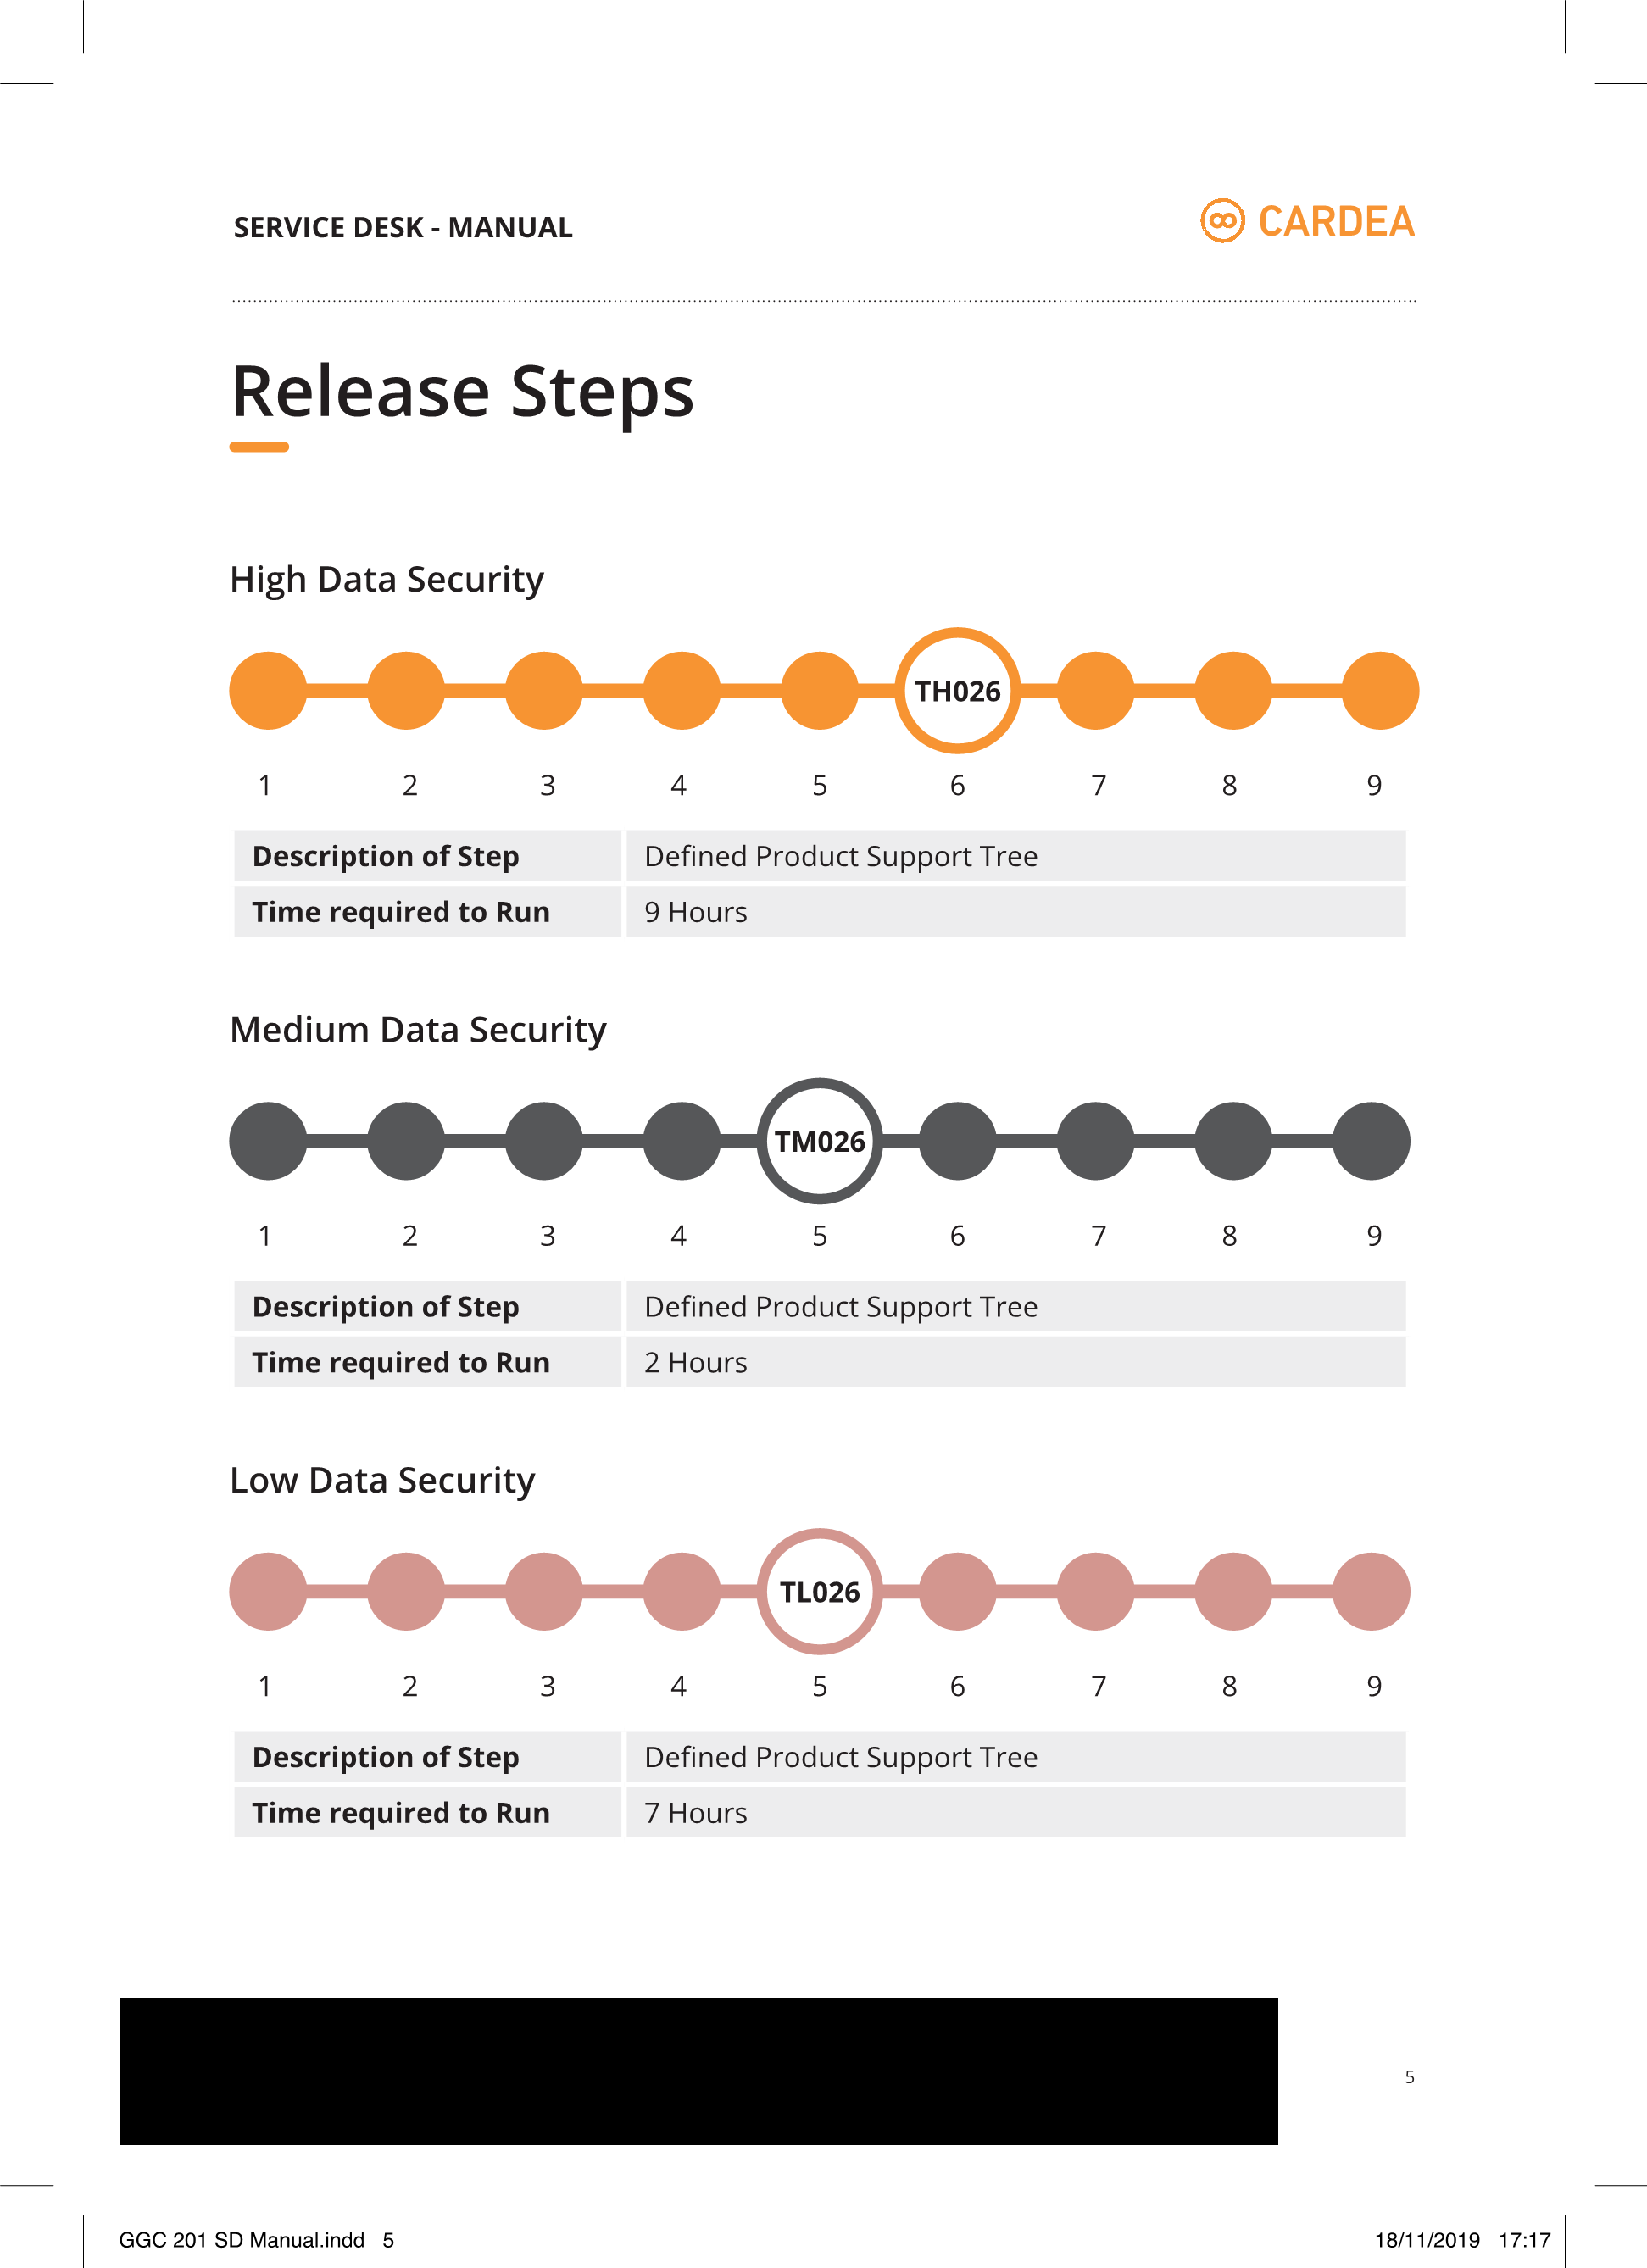 SERVICE DESK - MANUAL
CARDEA
Release Steps
High Data Security
TH026
1 2 3 4 5 6 7 8 9
Description of Step Defined Product Support Tree
Time required to Run 9 Hours
Medium Data Security
TM026
1 2 3 4 5 6 7 8 9
Description of Step Defined Product Support Tree
Time required to Run 2 Hours
Low Data Security
TL026
1 2 3 4 5 6 7 8 9
Description of Step Defined Product Support Tree
Time required to Run 7 Hours
5
GGC 201 SD Manual.indd 5 18/11/2019 17:17